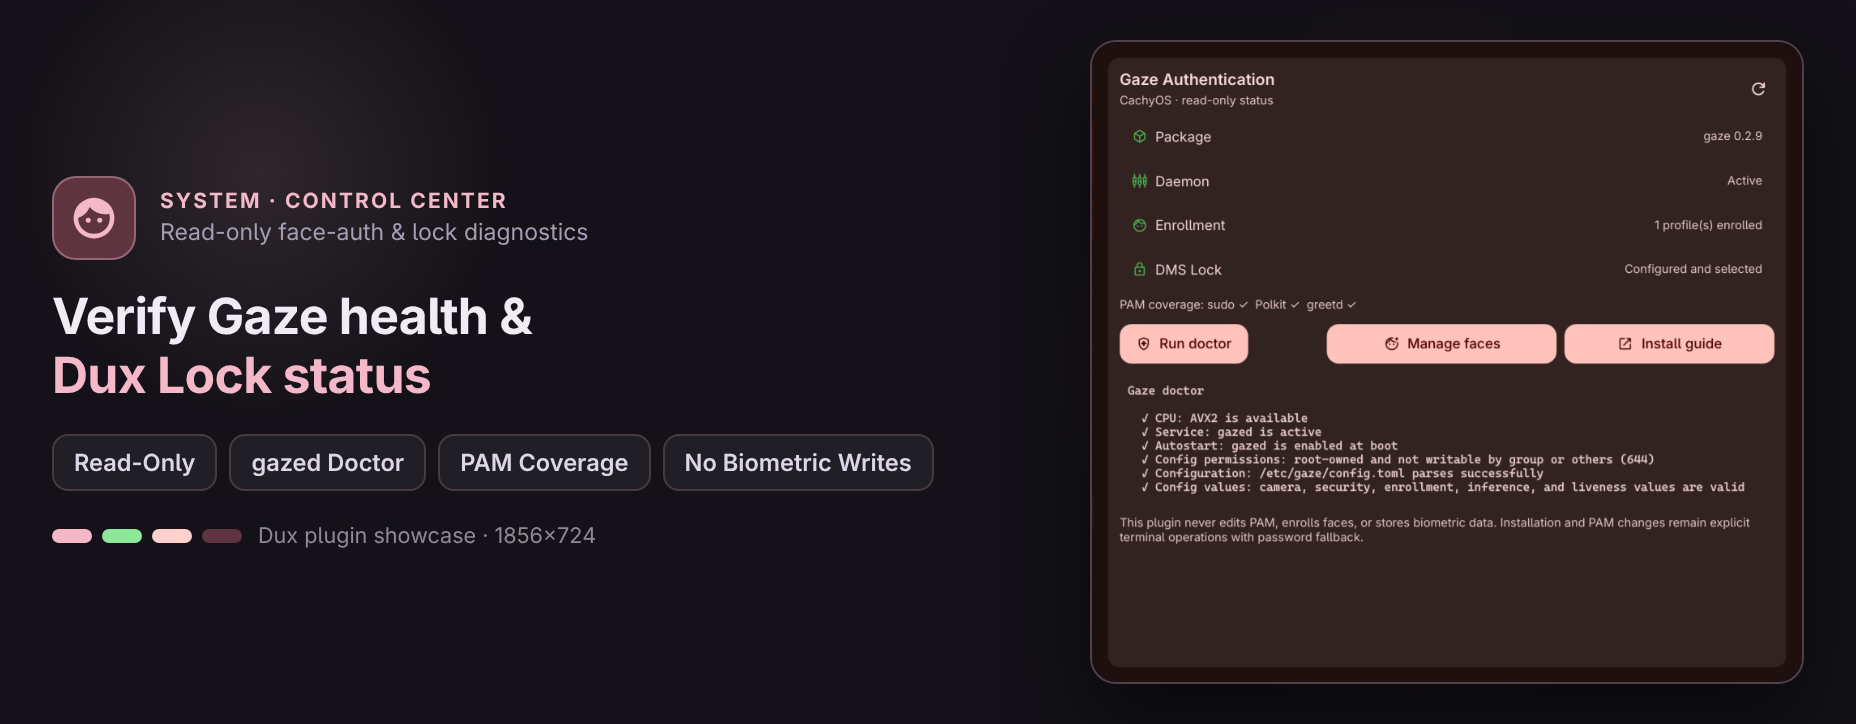 SYSTEM · CONTROL CENTER
Read-only face-auth & lock diagnostics
Verify Gaze health &
Dux Lock status
Read-Only
gazed Doctor
PAM Coverage
No Biometric Writes
Dux plugin showcase · 1856×724
Gaze Authentication
CachyOS · read-only status
Package gaze 0.2.9
Daemon Active
Enrollment 1 profile(s) enrolled
DMS Lock Configured and selected
PAM coverage: sudo ✓ Polkit ✓ greetd ✓
Run doctor
Manage faces
Install guide
Gaze doctor
✓ CPU: AVX2 is available
✓ Service: gazed is active
✓ Autostart: gazed is enabled at boot
✓ Config permissions: root-owned and not writable by group or others (644)
✓ Configuration: /etc/gaze/config.toml parses successfully
✓ Config values: camera, security, enrollment, inference, and liveness values are valid
This plugin never edits PAM, enrolls faces, or stores biometric data. Installation and PAM changes remain explicit
terminal operations with password fallback.